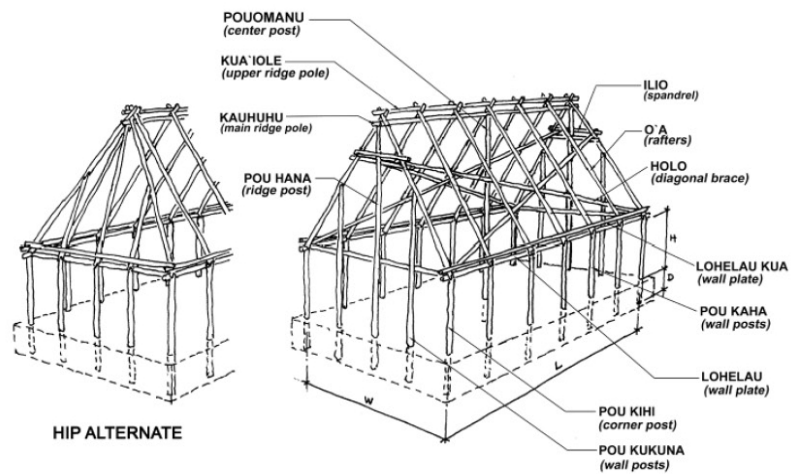 POUOMANU
(center post)
KUA`IOLE
(upper ridge pole)
KAUHUHU
(main ridge pole)
POU HANA
(ridge post)
ILIO
(spandrel)
O`A
(rafters)
HOLO
(diagonal brace)
H
D
LOHELAU KUA
(wall plate)
POU KAHA
(wall posts)
LOHELAU
(wall plate)
L
W
POU KIHI
(corner post)
POU KUKUNA
(wall posts)
HIP ALTERNATE